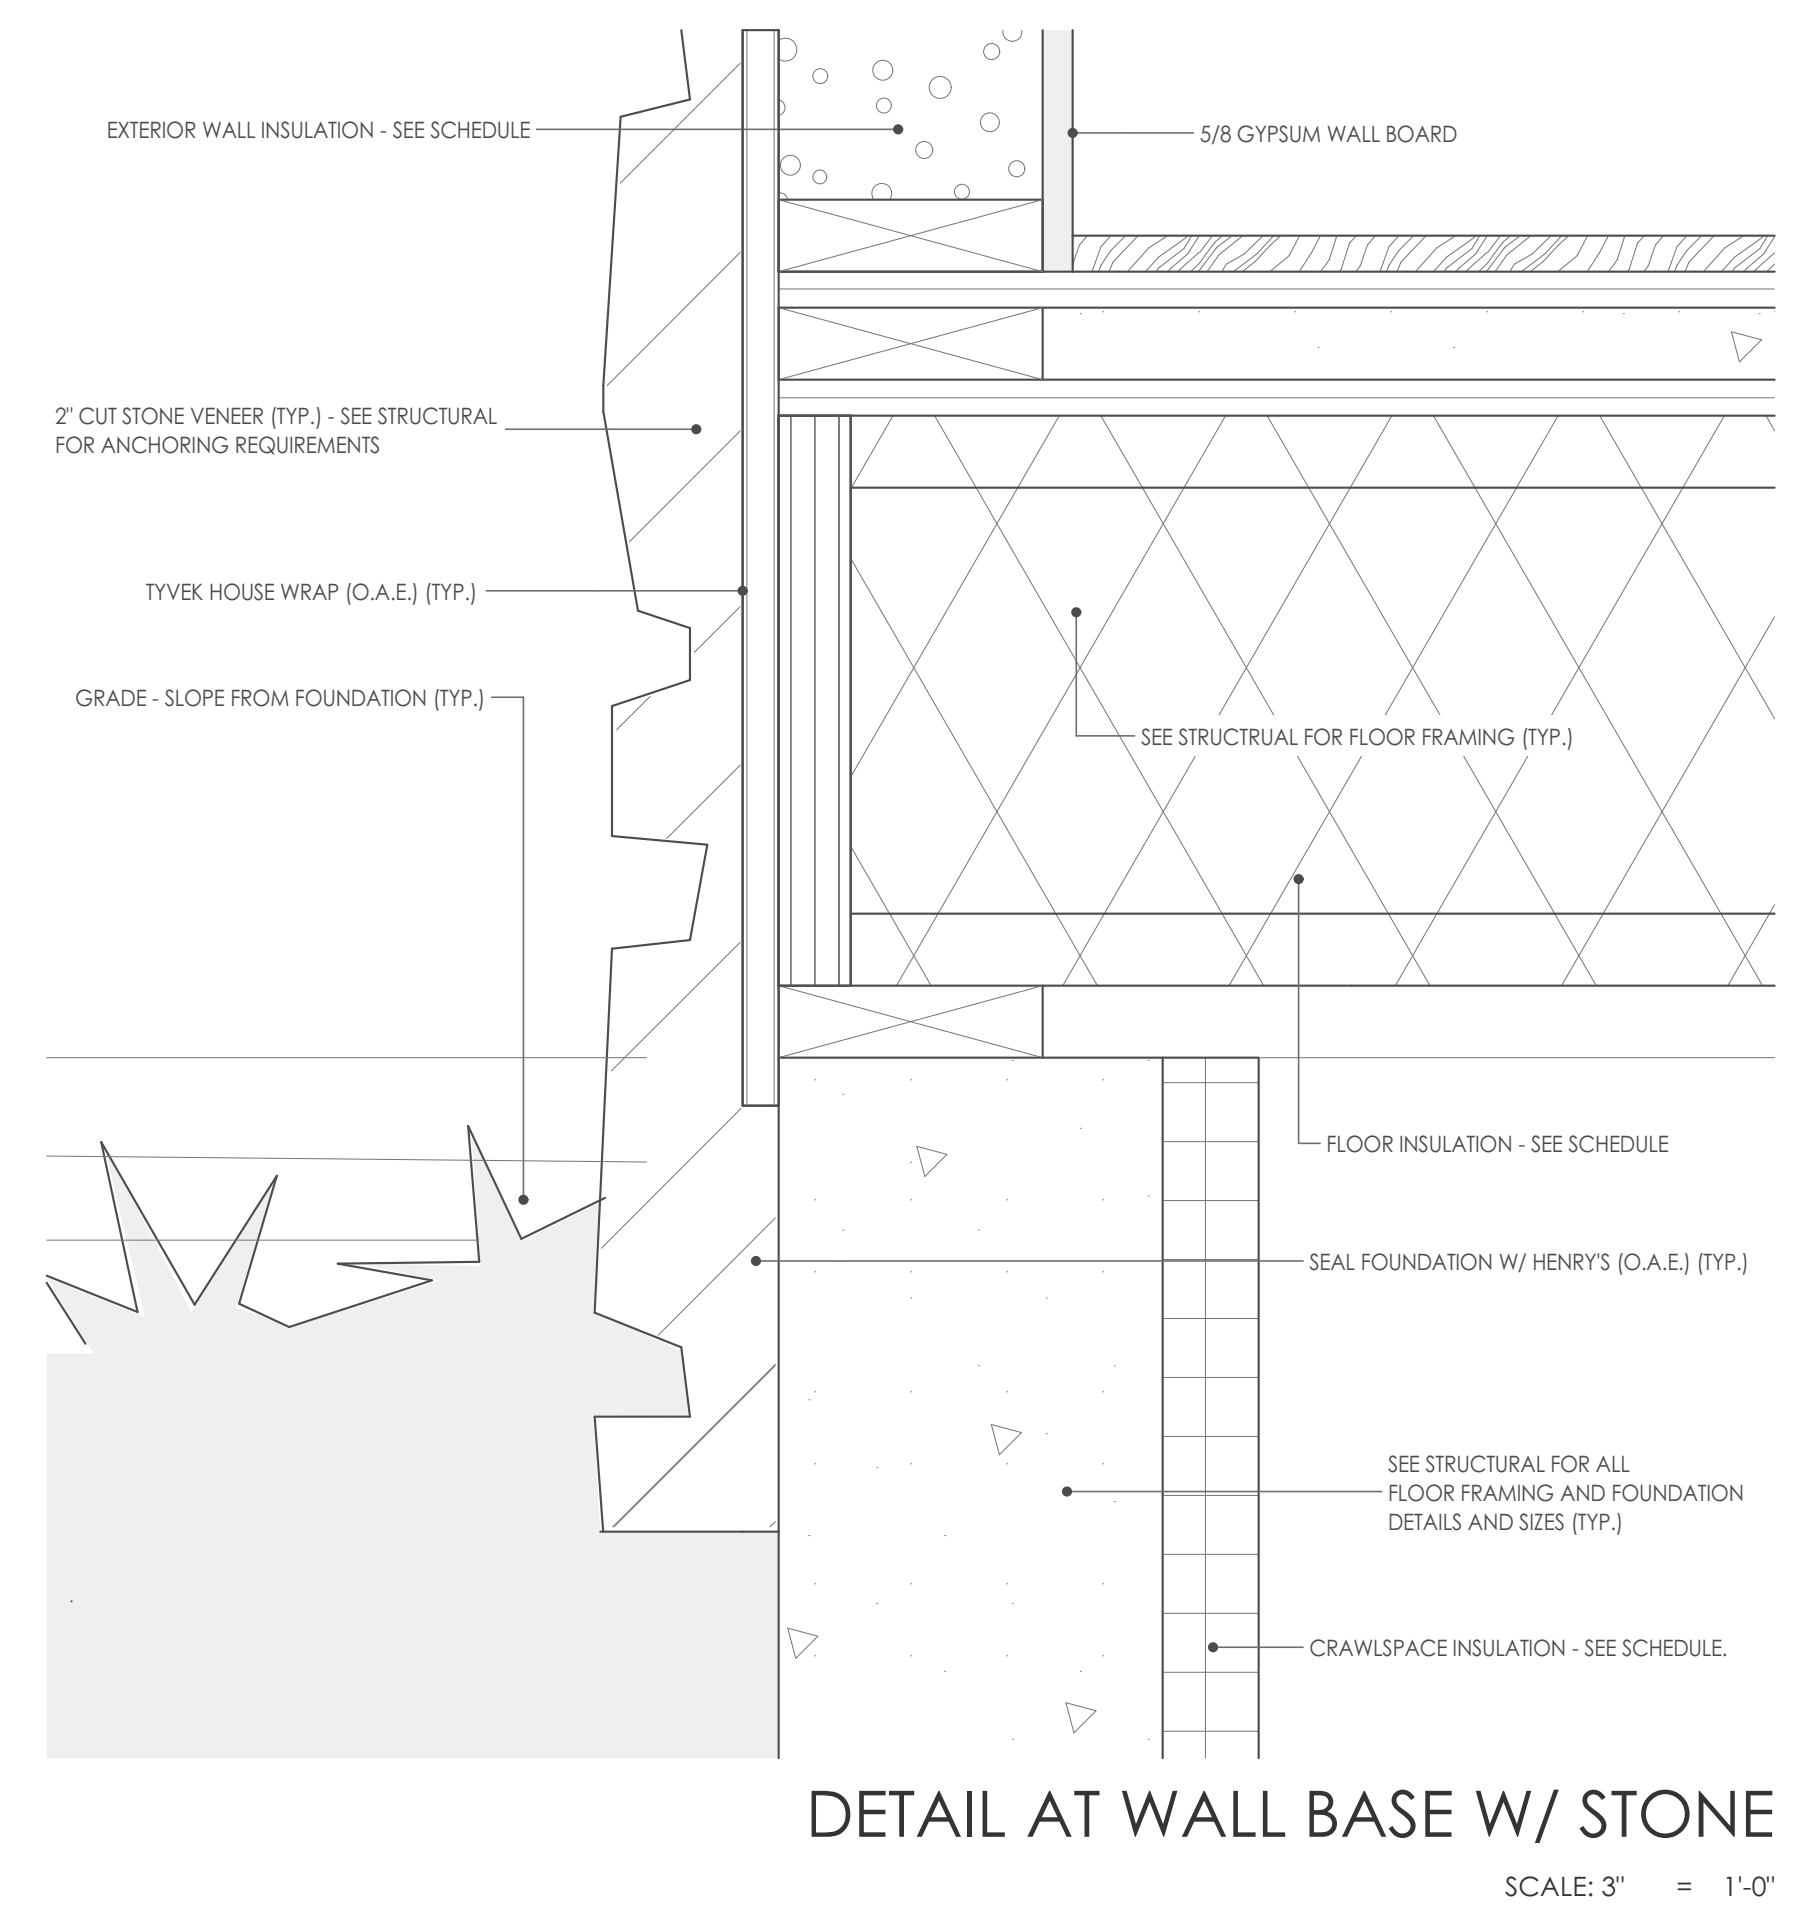 EXTERIOR WALL INSULATION - SEE SCHEDULE
5/8 GYPSUM WALL BOARD
2" CUT STONE VENEER (TYP.) - SEE STRUCTURAL
FOR ANCHORING REQUIREMENTS
TYVEK HOUSE WRAP (O.A.E.) (TYP.)
GRADE - SLOPE FROM FOUNDATION (TYP.)
SEE STRUCTRUAL FOR FLOOR FRAMING (TYP.)
FLOOR INSULATION - SEE SCHEDULE
SEAL FOUNDATION W/ HENRY'S (O.A.E.) (TYP.)
SEE STRUCTURAL FOR ALL
FLOOR FRAMING AND FOUNDATION
DETAILS AND SIZES (TYP.)
CRAWLSPACE INSULATION - SEE SCHEDULE.
DETAIL AT WALL BASE W/ STONE
SCALE: 3" = 1'-0"